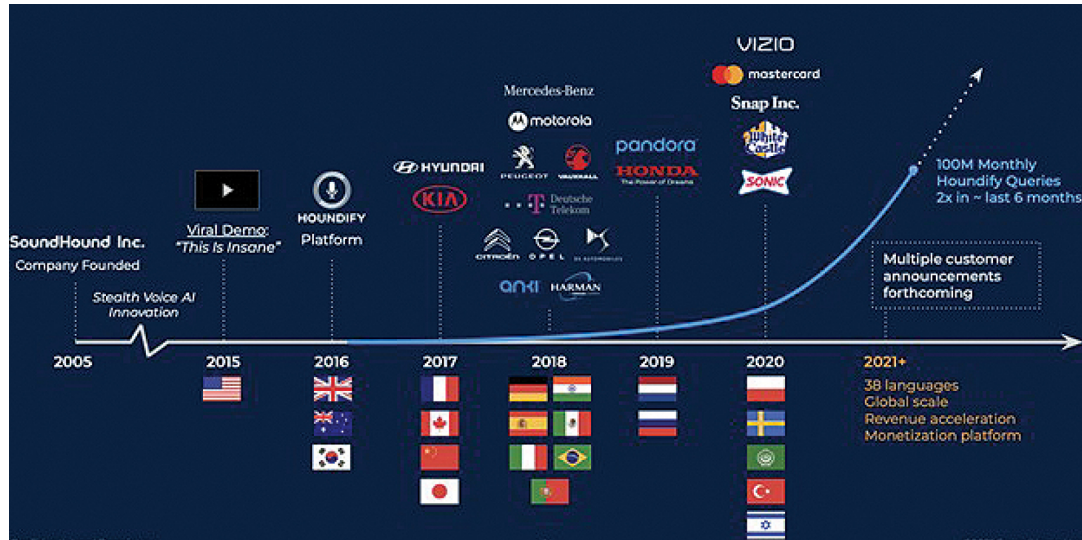 SoundHound Inc.
Company Founded
Stealth Voice AI
Innovation
2005
Viral Demo:
"This Is Insane"
2015
HOUNDIFY
Platform
2016
HYUNDAI
KIA
2017
Mercedes-Benz
motorola
PEUGEOT
VAUXHALL
T Deutsche
Telekom
CITROËN
OPEL
DS AUTOMOBILES
anki
HARMAN
2018
pandora
HONDA
The Power of Dreams
2019
VIZIO
mastercard
Snap Inc.
White
Castle
SONIC
2020
100M Monthly
Houndify Queries
2x in ~ last 6 months
Multiple customer
announcements
forthcoming
2021+
38 languages
Global scale
Revenue acceleration
Monetization platform